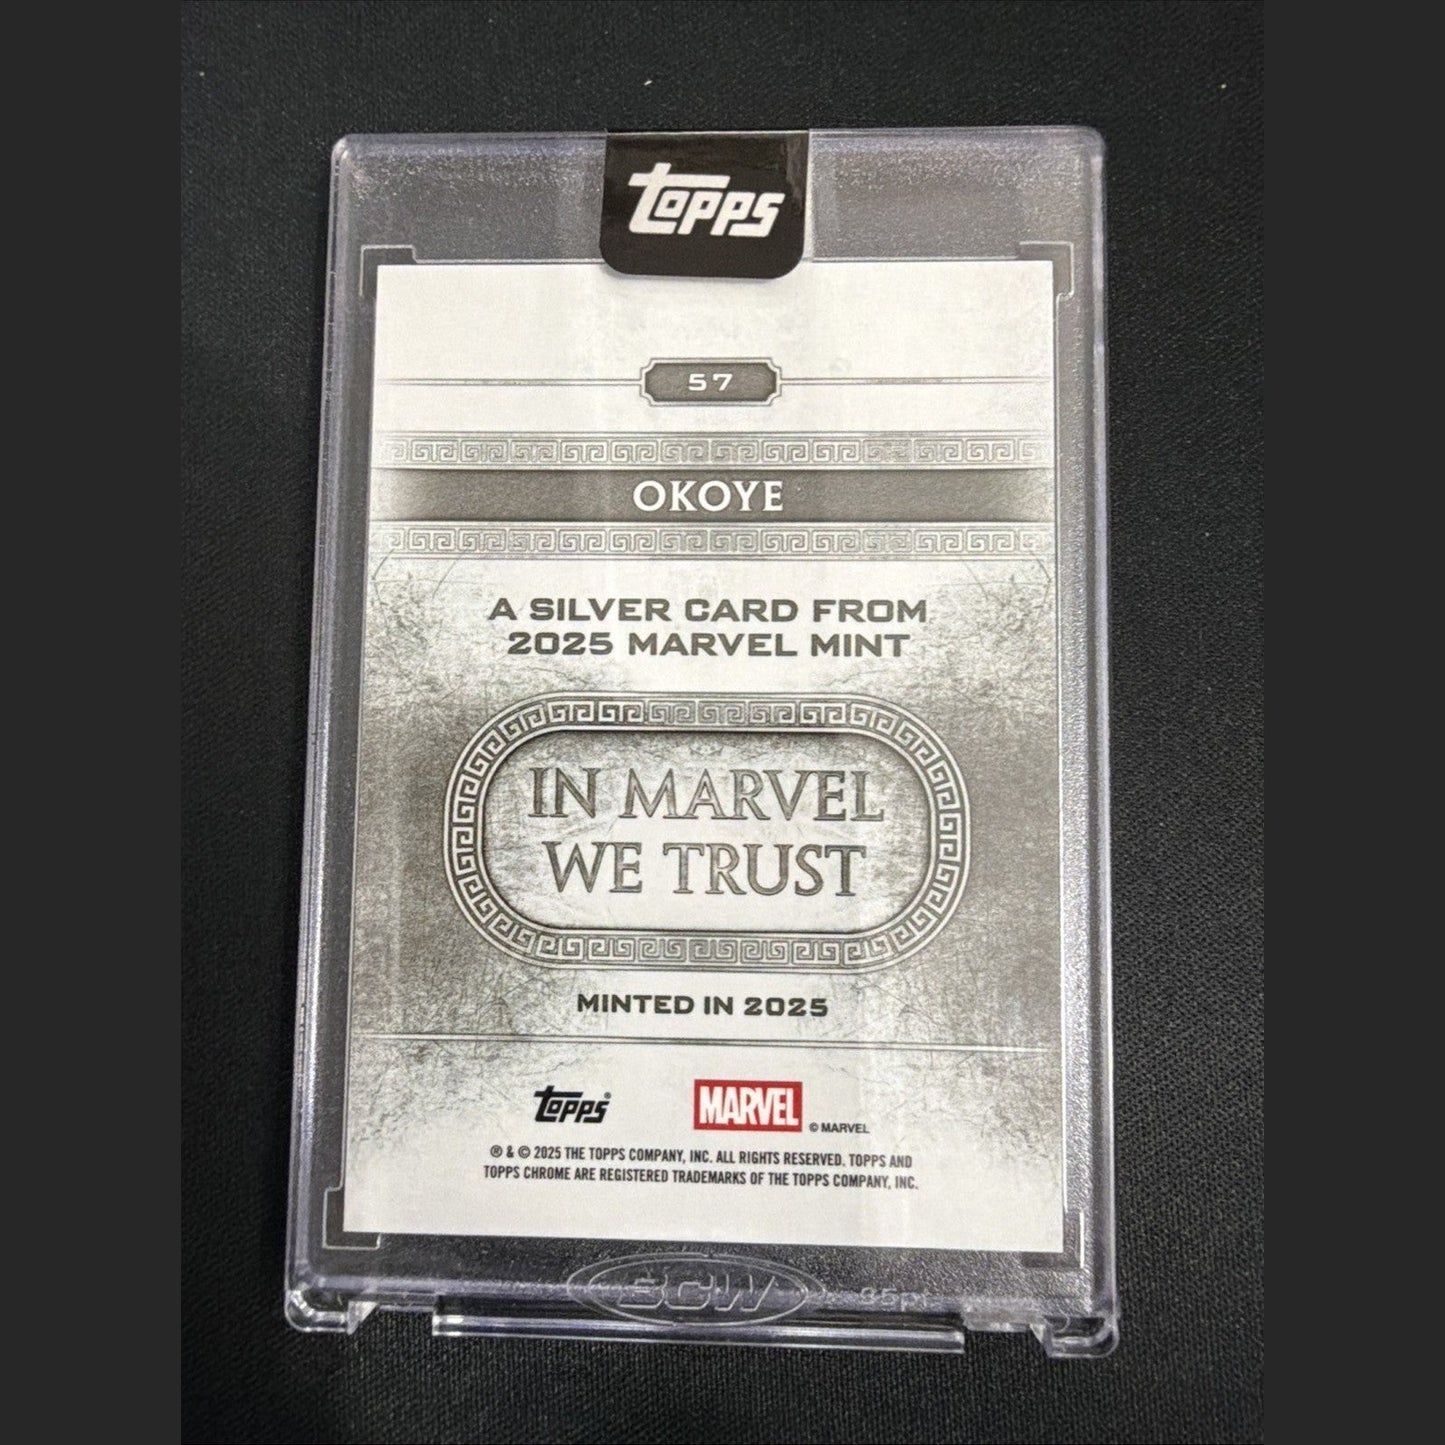 TOPPS
57
OKOYE
A SILVER CARD FROM
2025 MARVEL MINT
IN MARVEL
WE TRUST
MINTED IN 2025
TOPPS®
MARVEL
© MARVEL
® & © 2025 THE TOPPS COMPANY, INC. ALL RIGHTS RESERVED. TOPPS AND
TOPPS CHROME ARE REGISTERED TRADEMARKS OF THE TOPPS COMPANY, INC.
BCW
35pt